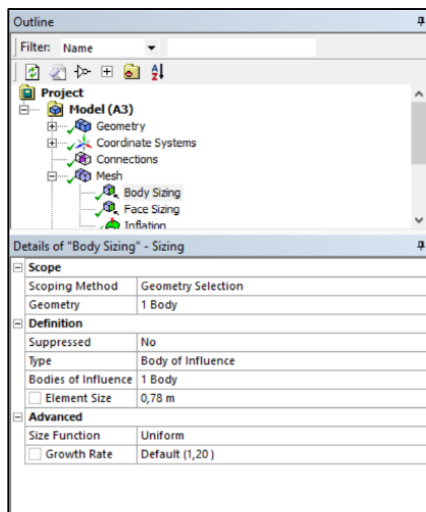 Outline
Filter: Name
Project
Model (A3)
Geometry
Coordinate Systems
Connections
Mesh
Body Sizing
Face Sizing
Inflation
Details of "Body Sizing" - Sizing
Scope
Scoping Method Geometry Selection
Geometry 1 Body
Definition
Suppressed No
Type Body of Influence
Bodies of Influence 1 Body
Element Size 0,78 m
Advanced
Size Function Uniform
Growth Rate Default (1,20 )